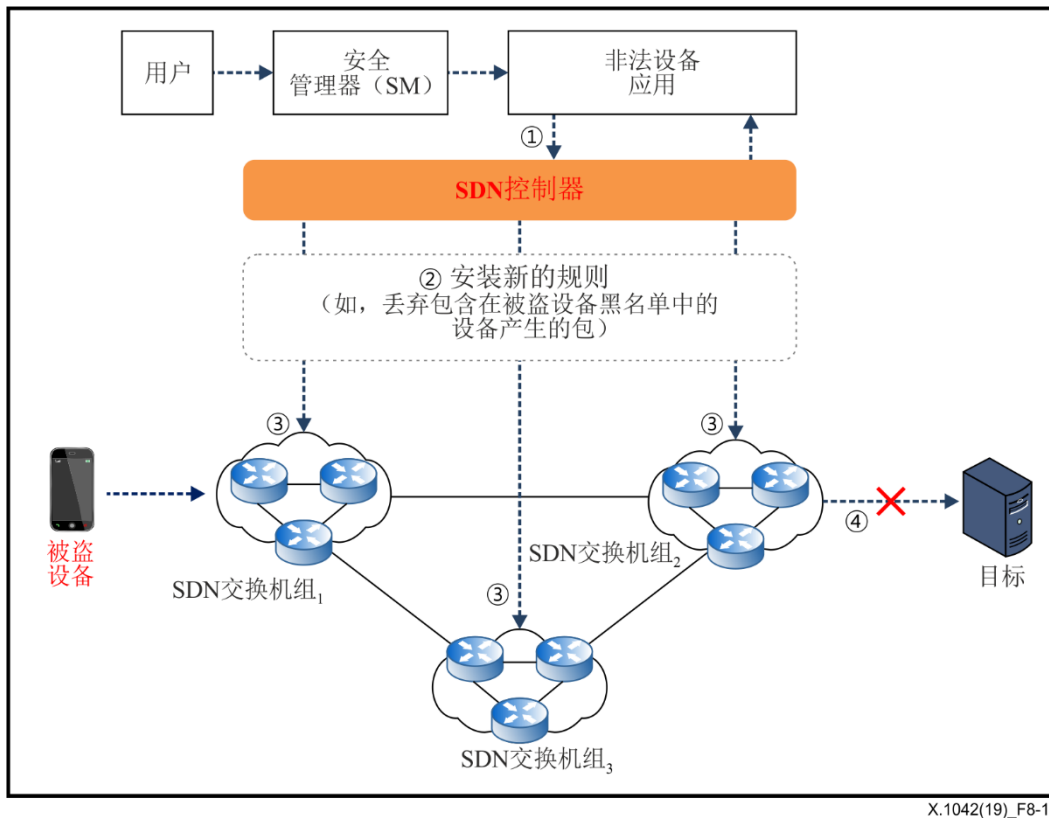 用户
安全
管理器（SM）
非法设备
应用
①
SDN控制器
② 安装新的规则
（如，丢弃包含在被盗设备黑名单中的
设备产生的包）
③
③
③
④
被盗
设备
SDN交换机组1
SDN交换机组2
SDN交换机组3
目标
X.1042(19)_F8-1